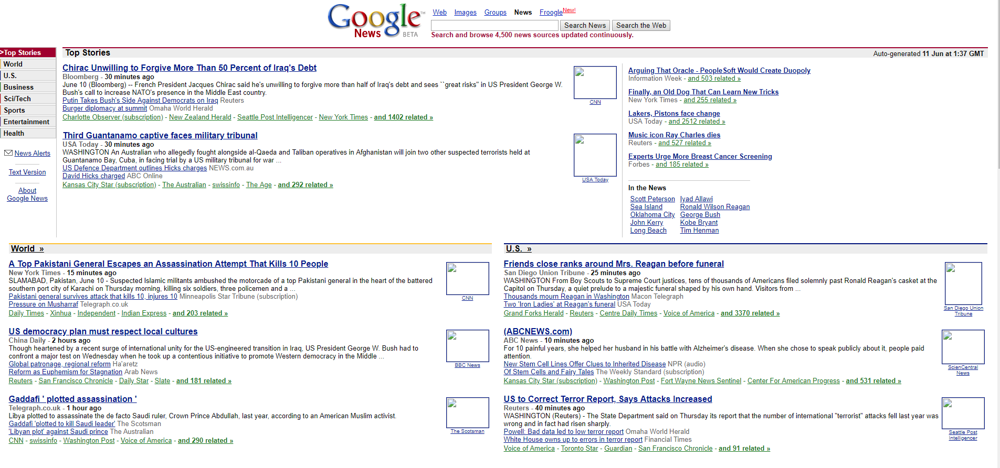 Google™ News BETA
Web Images Groups News Froogle New!
Search News Search the Web
Search and browse 4,500 news sources updated continuously.
>Top Stories
World
U.S.
Business
Sci/Tech
Sports
Entertainment
Health
News Alerts
Text Version
About
Google News
Top Stories
Auto-generated 11 Jun at 1:37 GMT
Chirac Unwilling to Forgive More Than 50 Percent of Iraq's Debt
Bloomberg - 30 minutes ago
June 10 (Bloomberg) -- French President Jacques Chirac said he's unwilling to forgive more than half of Iraq's debt and sees ``great risks'' in US President George W.
Bush's call to increase NATO's presence in the Middle East country.
Putin Takes Bush's Side Against Democrats on Iraq Reuters
Burger diplomacy at summit Omaha World Herald
Charlotte Observer (subscription) - New Zealand Herald - Seattle Post Intelligencer - New York Times - and 1402 related »
CNN
Third Guantanamo captive faces military tribunal
USA Today - 30 minutes ago
WASHINGTON An Australian who allegedly fought alongside al-Qaeda and Taliban operatives in Afghanistan will join two other suspected terrorists held at
Guantanamo Bay, Cuba, in facing trial by a US military tribunal for war ...
US Defence Department outlines Hicks charges NEWS.com.au
David Hicks charged ABC Online
Kansas City Star (subscription) - The Australian - swissinfo - The Age - and 292 related »
USA Today
Arguing That Oracle - PeopleSoft Would Create Duopoly
Information Week - and 503 related »
Finally, an Old Dog That Can Learn New Tricks
New York Times - and 255 related »
Lakers, Pistons face change
USA Today - and 2512 related »
Music icon Ray Charles dies
Reuters - and 527 related »
Experts Urge More Breast Cancer Screening
Forbes - and 185 related »
In the News
Scott Peterson Iyad Allawi
Sea Island Ronald Wilson Reagan
Oklahoma City George Bush
John Kerry Kobe Bryant
Long Beach Tim Henman
World »
A Top Pakistani General Escapes an Assassination Attempt That Kills 10 People
New York Times - 15 minutes ago
SLAMABAD, Pakistan, June 10 - Suspected Islamic militants ambushed the motorcade of a top Pakistani general in the heart of the battered
southern port city of Karachi on Thursday morning, killing six soldiers, three policemen and a ...
Pakistani general survives attack that kills 10, injures 10 Minneapolis Star Tribune (subscription)
Pressure on Musharraf Telegraph.co.uk
Daily Times - Xinhua - Independent - Indian Express - and 203 related »
CNN
US democracy plan must respect local cultures
China Daily - 2 hours ago
Though heartened by a recent surge of international unity for the US-engineered transition in Iraq, US President George W. Bush had to
confront a major test on Wednesday when he took up a contentious initiative to promote Western democracy in the Middle ...
Global patronage, regional reform Ha'aretz
Reform as Euphemism for Stagnation Arab News
Reuters - San Francisco Chronicle - Daily Star - Slate - and 181 related »
BBC News
Gaddafi ' plotted assassination '
Telegraph.co.uk - 1 hour ago
Libya plotted to assassinate the de facto Saudi ruler, Crown Prince Abdullah, last year, according to an American Muslim activist.
Gaddafi 'plotted to kill Saudi leader' The Scotsman
'Libyan plot' against Saudi prince The Australian
CNN - swissinfo - Washington Post - Voice of America - and 290 related »
The Scotsman
U.S. »
Friends close ranks around Mrs. Reagan before funeral
San Diego Union Tribune - 25 minutes ago
WASHINGTON From Boy Scouts to Supreme Court justices, tens of thousands of Americans filed solemnly past Ronald Reagan's casket at the
Capitol on Thursday, a quiet prelude to a majestic funeral shaped by his own hand. Visitors from ...
Thousands mourn Reagan in Washington Macon Telegraph
Two 'Iron Ladies' at Reagan's funeral USA Today
Grand Forks Herald - Reuters - Centre Daily Times - Voice of America - and 3370 related »
San Diego Union
Tribune
(ABCNEWS.com)
ABC News - 10 minutes ago
For 10 painful years, she helped her husband in his battle with Alzheimer's disease. When she chose to speak publicly about it, people paid
attention.
New Stem Cell Lines Offer Clues to Inherited Disease NPR (audio)
Of Stem Cells and Fairy Tales The Weekly Standard (subscription)
Kansas City Star (subscription) - Washington Post - Fort Wayne News Sentinel - Center For American Progress - and 531 related »
ScienCentral
News
US to Correct Terror Report, Says Attacks Increased
Reuters - 40 minutes ago
WASHINGTON (Reuters) - The State Department said on Thursday its report that the number of international "terrorist" attacks fell last year was
wrong and in fact had risen sharply.
Powell: Bad data led to low terror report Omaha World Herald
White House owns up to errors in terror report Financial Times
Voice of America - Toronto Star - Guardian - San Francisco Chronicle - and 91 related »
Seattle Post
Intelligencer